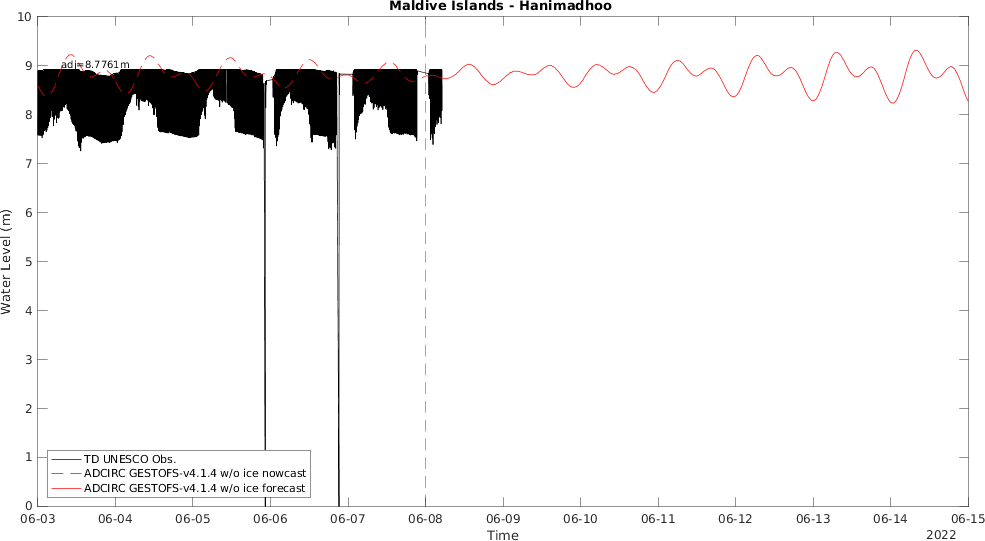 Maldive Islands - Hanimadhoo
10
9
8
7
6
5
4
3
2
1
0
Water Level (m)
adj=8.7761m
TD UNESCO Obs.
ADCIRC GESTOFS-v4.1.4 w/o ice nowcast
ADCIRC GESTOFS-v4.1.4 w/o ice forecast
06-03 06-04 06-05 06-06 06-07 06-08 06-09 06-10 06-11 06-12 06-13 06-14 06-15
Time
2022